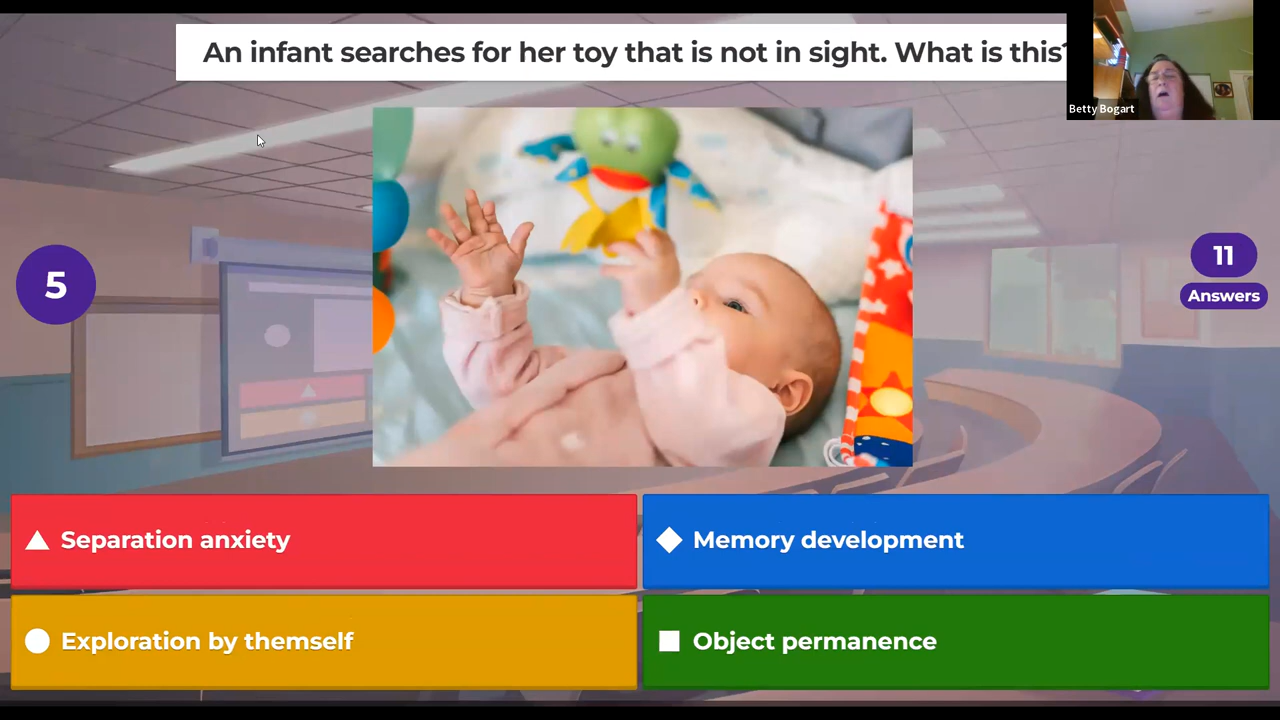 An infant searches for her toy that is not in sight. What is this?
Betty Bogart
5
11
Answers
Separation anxiety
Memory development
Exploration by themself
Object permanence